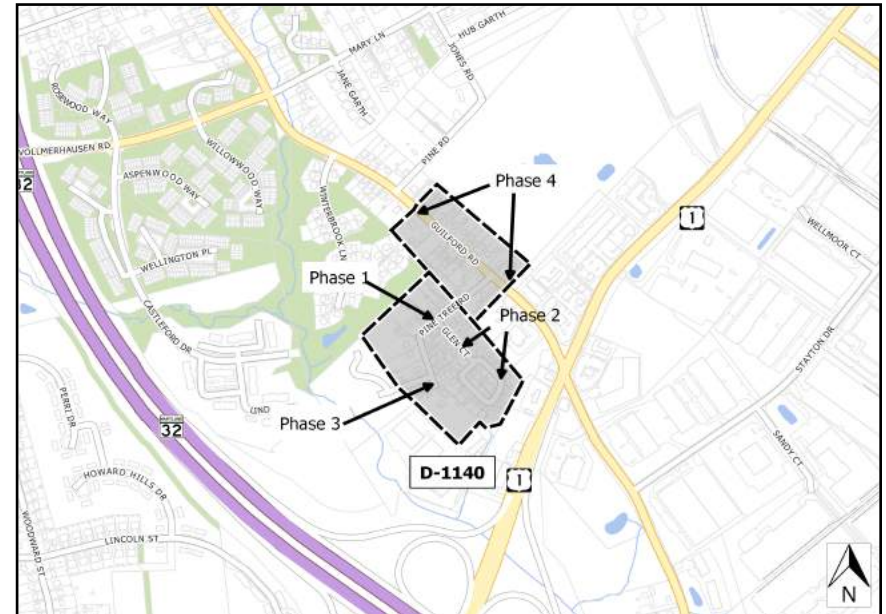 HUB GARTH
MARY LN
JONES RD
JANE GARTH
ROSEWOOD WAY
VOLLMERHAUSEN RD
32
WILLOWWOOD WAY
PINE RD
ASPENWOOD WAY
Phase 4
WINTERBROOK LN
1
WELLMOOR CT
GUILFORD RD
WELLINGTON PL
Phase 1
PINE TREE RD
Phase 2
GLEN CT
CASTLEFORD DR
STAYTON DR
PERRI DR
UND
Phase 3
MARYLAND
32
SANDY CT
D-1140
1
HOWARD HILLS DR
WOODWARD ST
LINCOLN ST
N